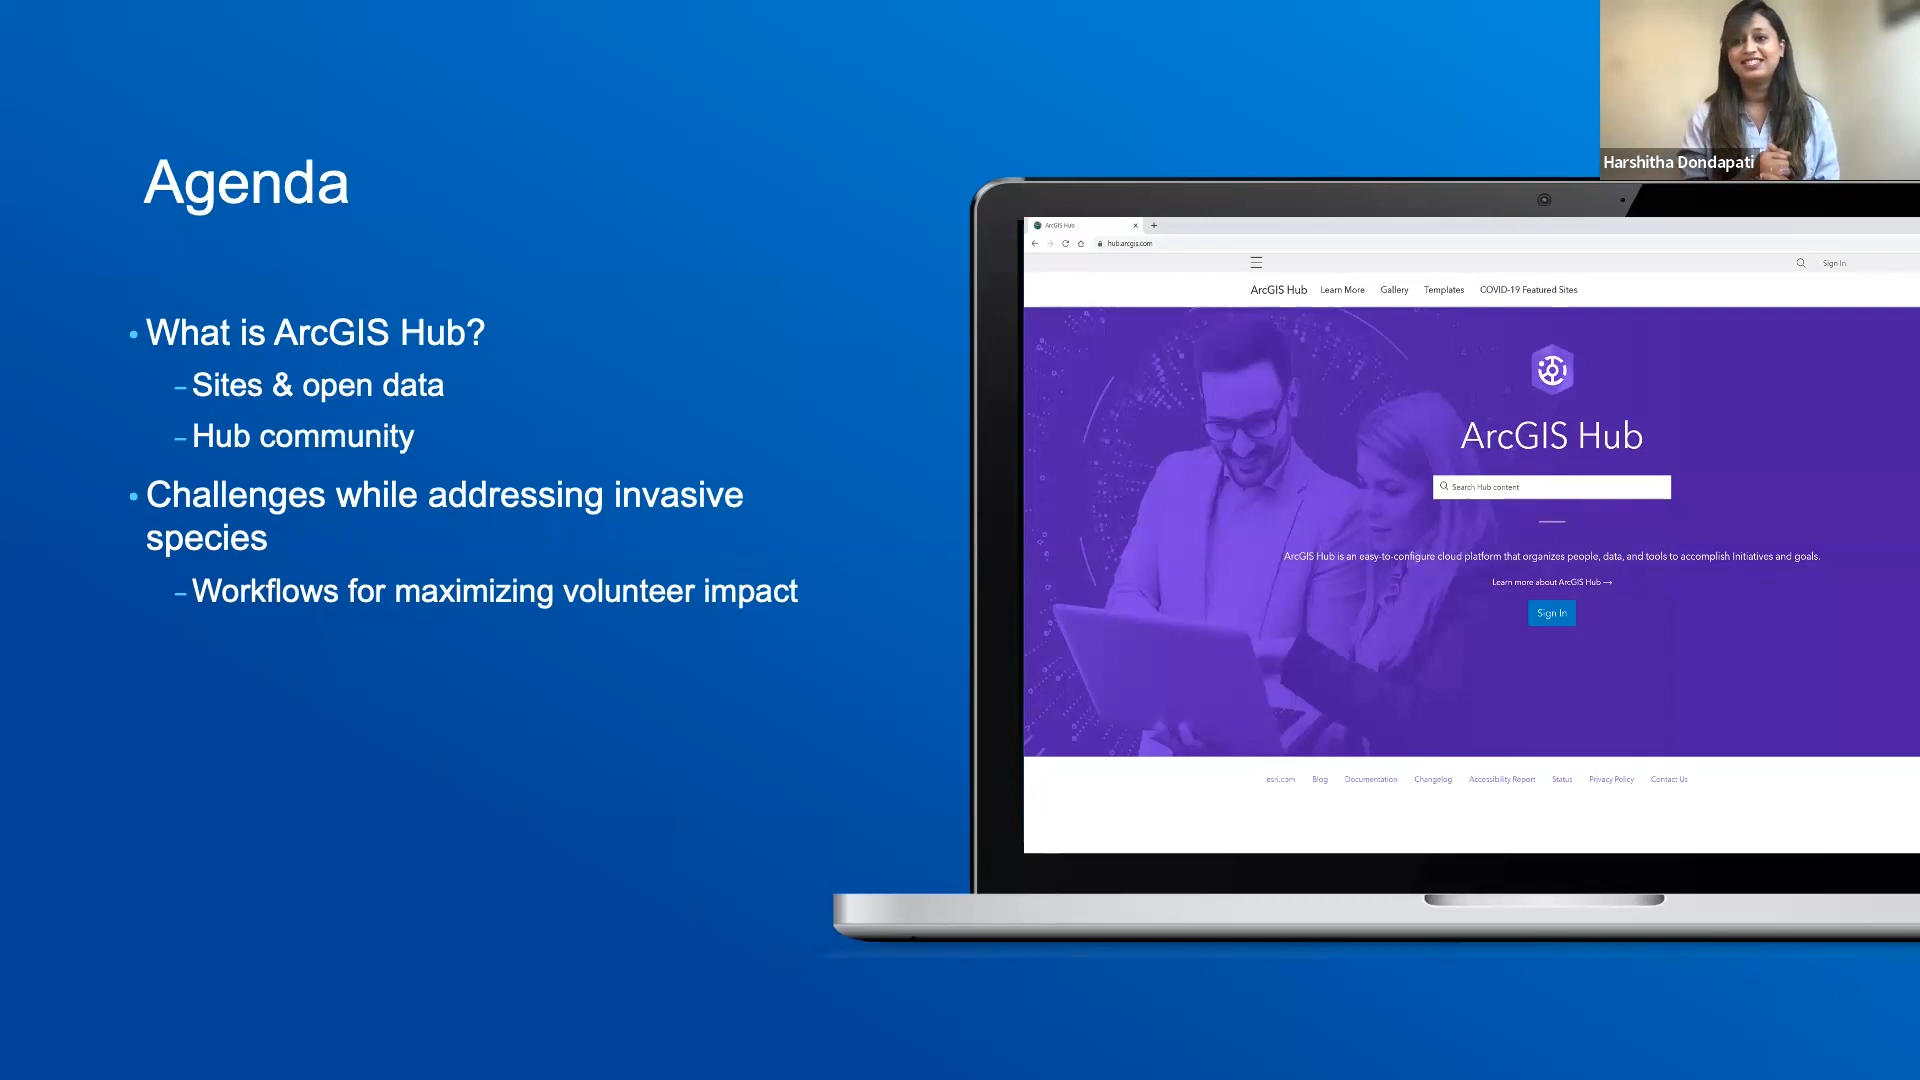 Agenda
• What is ArcGIS Hub?
– Sites & open data
– Hub community
• Challenges while addressing invasive
species
– Workflows for maximizing volunteer impact
Harshitha Dondapati
ArcGIS Hub
hub.arcgis.com
Sign In
ArcGIS Hub Learn More Gallery Templates COVID-19 Featured Sites
ArcGIS Hub
Search Hub content
ArcGIS Hub is an easy-to-configure cloud platform that organizes people, data, and tools to accomplish Initiatives and goals.
Learn more about ArcGIS Hub →
Sign In
esri.com Blog Documentation Changelog Accessibility Report Status Privacy Policy Contact Us